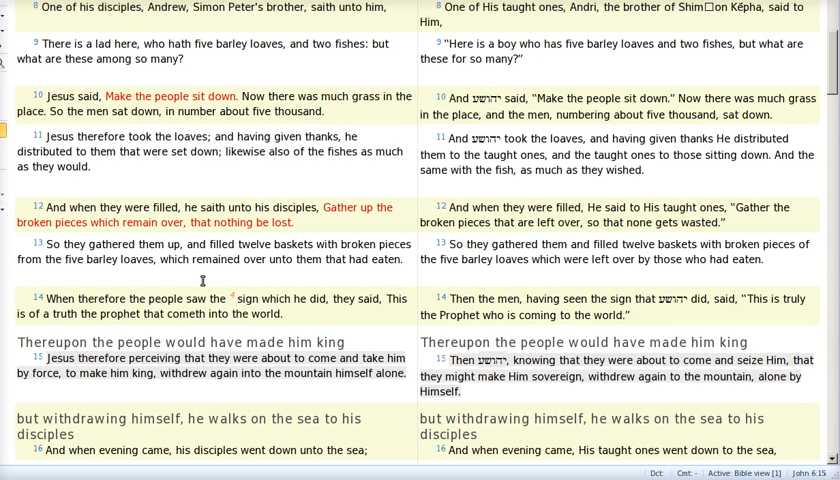 8 One of his disciples, Andrew, Simon Peter's brother, saith unto him,
9 There is a lad here, who hath five barley loaves, and two fishes: but
what are these among so many?
10 Jesus said, Make the people sit down. Now there was much grass in the
place. So the men sat down, in number about five thousand.
11 Jesus therefore took the loaves; and having given thanks, he
distributed to them that were set down; likewise also of the fishes as much
as they would.
12 And when they were filled, he saith unto his disciples, Gather up the
broken pieces which remain over, that nothing be lost.
13 So they gathered them up, and filled twelve baskets with broken pieces
from the five barley loaves, which remained over unto them that had eaten.
14 When therefore the people saw the 4 sign which he did, they said, This
is of a truth the prophet that cometh into the world.
Thereupon the people would have made him king
15 Jesus therefore perceiving that they were about to come and take him
by force, to make him king, withdrew again into the mountain himself alone.
but withdrawing himself, he walks on the sea to his
disciples
16 And when evening came, his disciples went down unto the sea;
8 One of His taught ones, Andri, the brother of Shim□on Kĕpha, said to
Him,
9 “Here is a boy who has five barley loaves and two fishes, but what are
these for so many?”
10 And יהושע said, “Make the people sit down.” Now there was much grass
in the place, and the men, numbering about five thousand, sat down.
11 And יהושע took the loaves, and having given thanks He distributed
them to the taught ones, and the taught ones to those sitting down. And the
same with the fish, as much as they wished.
12 And when they were filled, He said to His taught ones, “Gather the
broken pieces that are left over, so that none gets wasted.”
13 So they gathered them and filled twelve baskets with broken pieces of
the five barley loaves which were left over by those who had eaten.
14 Then the men, having seen the sign that יהושע did, said, “This is truly
the Prophet who is coming to the world.”
Thereupon the people would have made him king
15 Then יהושע, knowing that they were about to come and seize Him, that
they might make Him sovereign, withdrew again to the mountain, alone by
Himself.
but withdrawing himself, he walks on the sea to his
disciples
16 And when evening came, His taught ones went down to the sea,
Dct: Cmt: - Active: Bible view [1] John 6:15